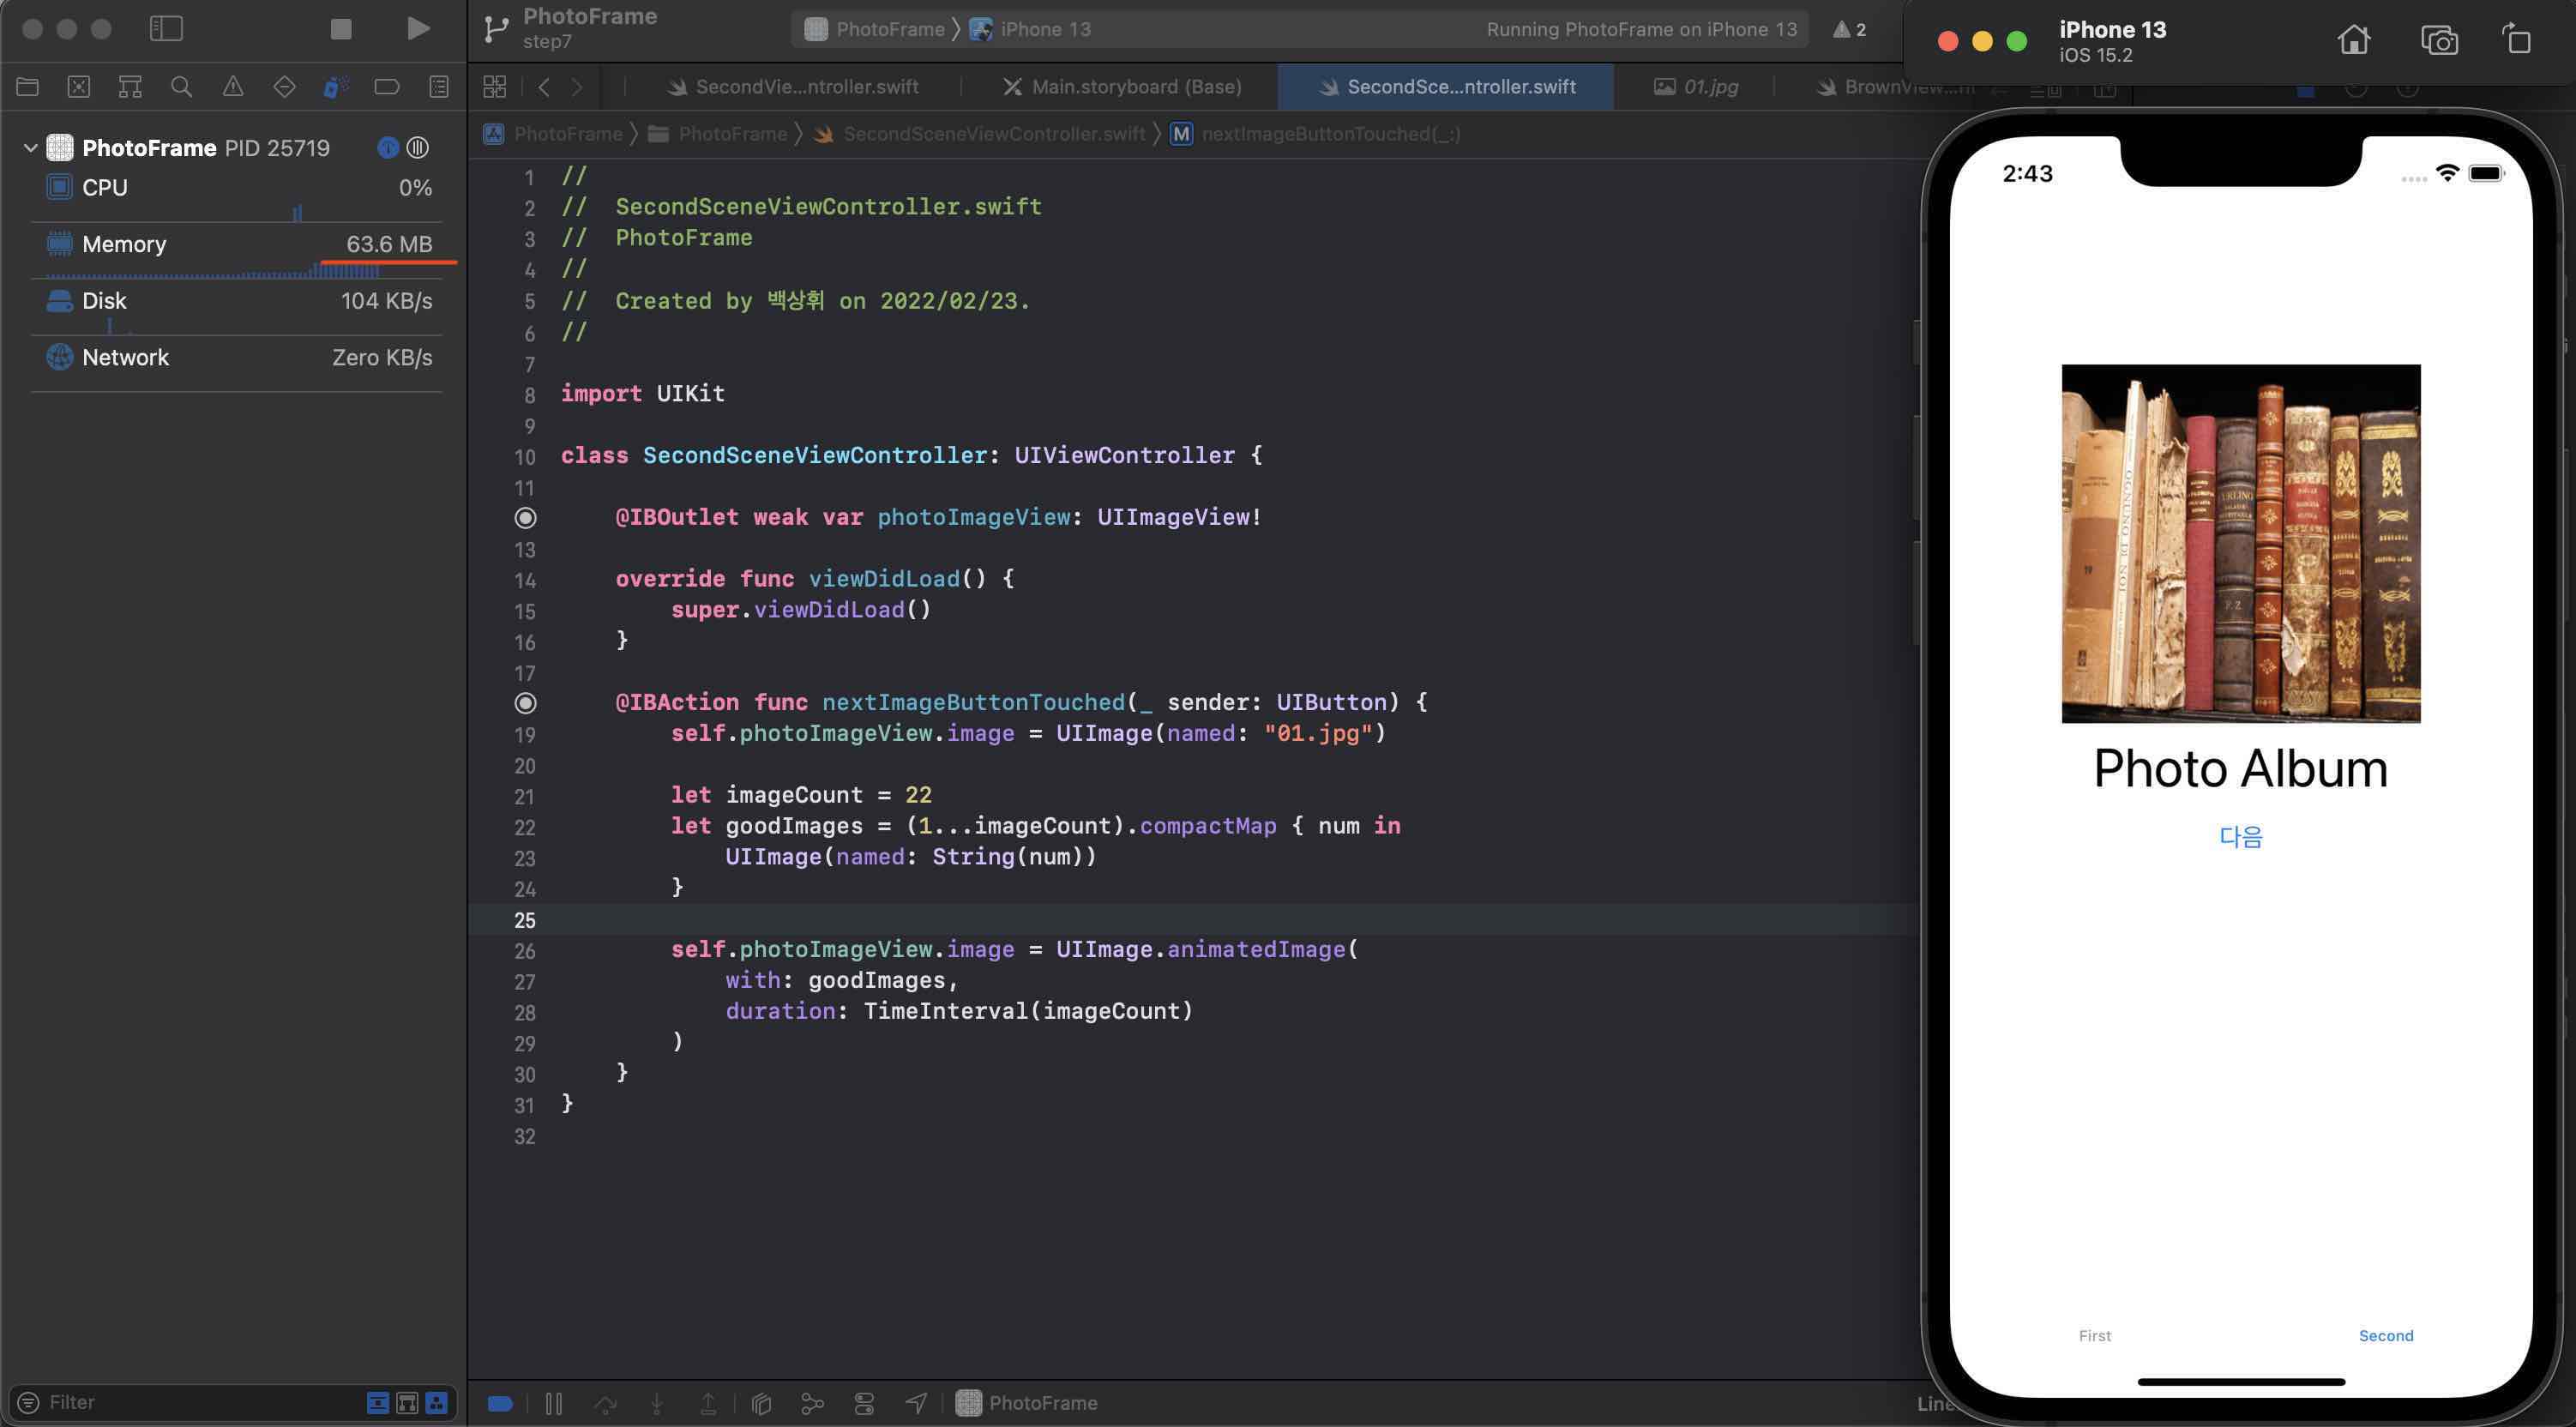 PhotoFrame
step7
PhotoFrame
iPhone 13
Running PhotoFrame on iPhone 13
2
iPhone 13
iOS 15.2
SecondVie...ntroller.swift
Main.storyboard (Base)
SecondSce...ntroller.swift
01.jpg
PhotoFrame PID 25719
CPU
0%
Memory
63.6 MB
Disk
104 KB/s
Network
Zero KB/s
Filter
PhotoFrame
PhotoFrame
SecondSceneViewController.swift
M
nextImageButtonTouched(_:)
1 //
2 //  SecondSceneViewController.swift
3 //  PhotoFrame
4 //
5 //  Created by 백상휘 on 2022/02/23.
6 //
7
8 import UIKit
9
10 class SecondSceneViewController: UIViewController {
11
@IBOutlet weak var photoImageView: UIImageView!
13
14 override func viewDidLoad() {
15 super.viewDidLoad()
16 }
17
@IBAction func nextImageButtonTouched(_ sender: UIButton) {
19 self.photoImageView.image = UIImage(named: "01.jpg")
20
21 let imageCount = 22
22 let goodImages = (1...imageCount).compactMap { num in
23 UIImage(named: String(num))
24 }
25
26 self.photoImageView.image = UIImage.animatedImage(
27 with: goodImages,
28 duration: TimeInterval(imageCount)
29 )
30 }
31 }
32
PhotoFrame
2:43
Photo Album
다음
First
Second